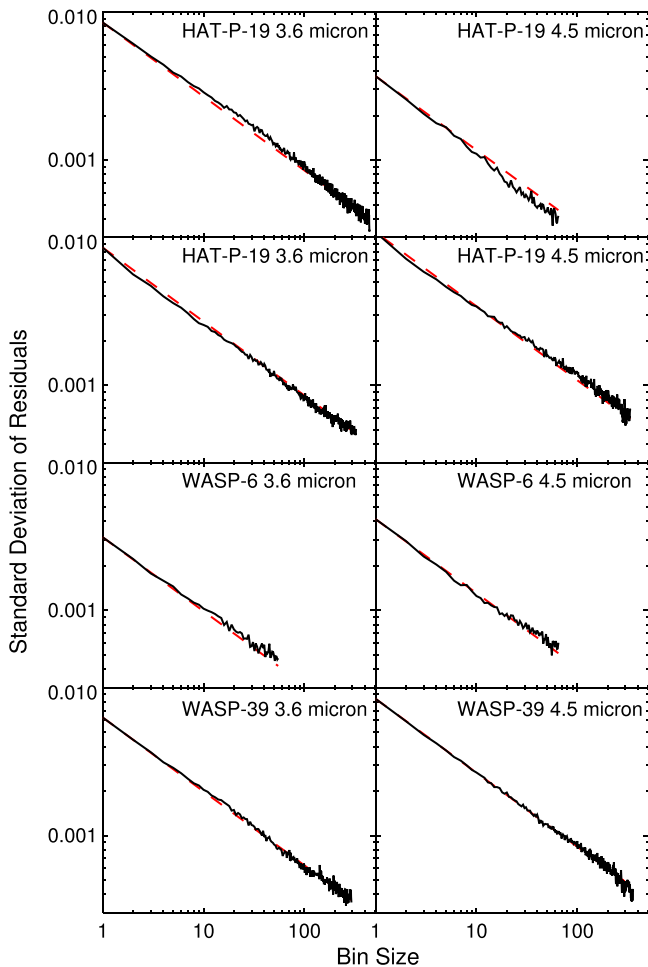 0.010
HAT-P-19 3.6 micron
HAT-P-19 4.5 micron
0.001
0.010
HAT-P-19 3.6 micron
HAT-P-19 4.5 micron
0.001
Standard Deviation of Residuals
0.010
WASP-6 3.6 micron
WASP-6 4.5 micron
0.001
0.010
WASP-39 3.6 micron
WASP-39 4.5 micron
0.001
1 10 100 1 10 100
Bin Size